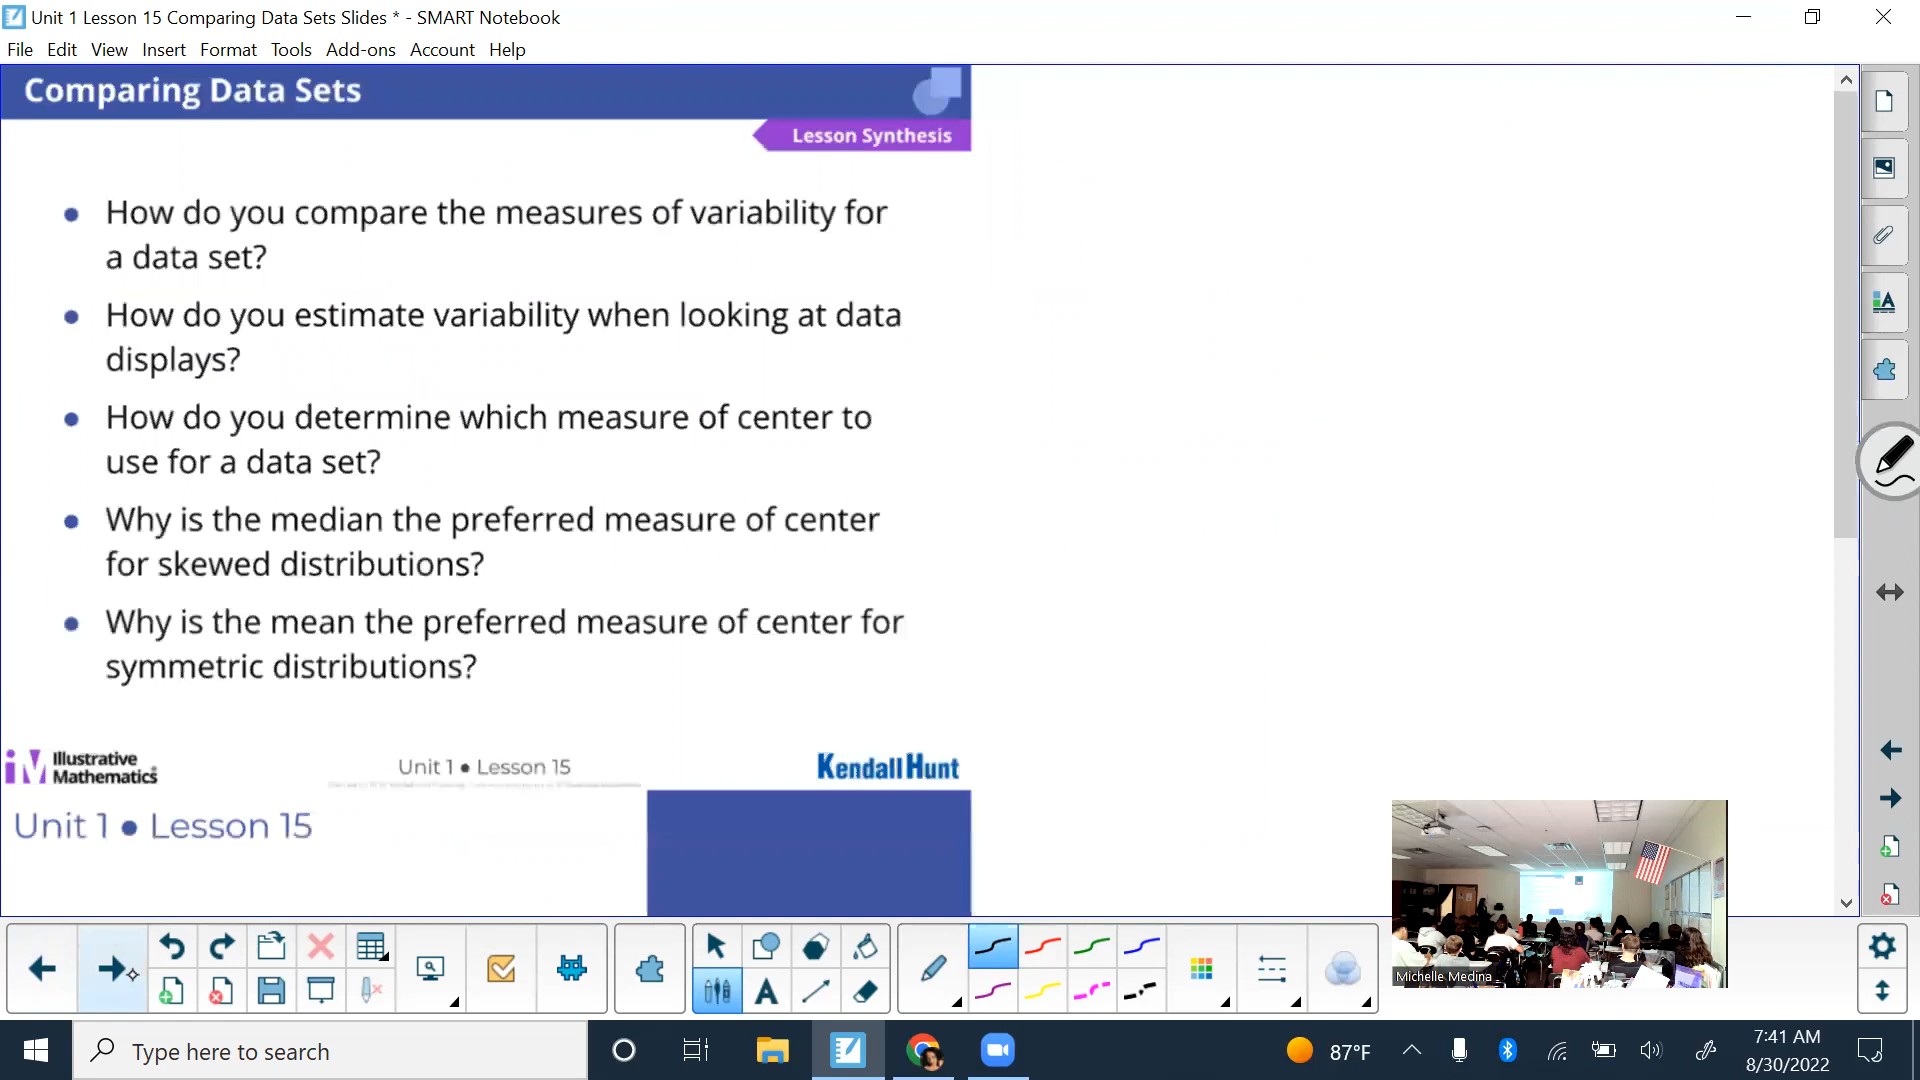 Unit 1 Lesson 15 Comparing Data Sets Slides * - SMART Notebook
File Edit View Insert Format Tools Add-ons Account Help
Comparing Data Sets
Lesson Synthesis
• How do you compare the measures of variability for
a data set?
• How do you estimate variability when looking at data
displays?
• How do you determine which measure of center to
use for a data set?
• Why is the median the preferred measure of center
for skewed distributions?
• Why is the mean the preferred measure of center for
symmetric distributions?
Illustrative
Mathematics
Unit 1 • Lesson 15
Kendall Hunt
Unit 1 • Lesson 15
Michelle Medina
Type here to search
87°F
7:41 AM
8/30/2022